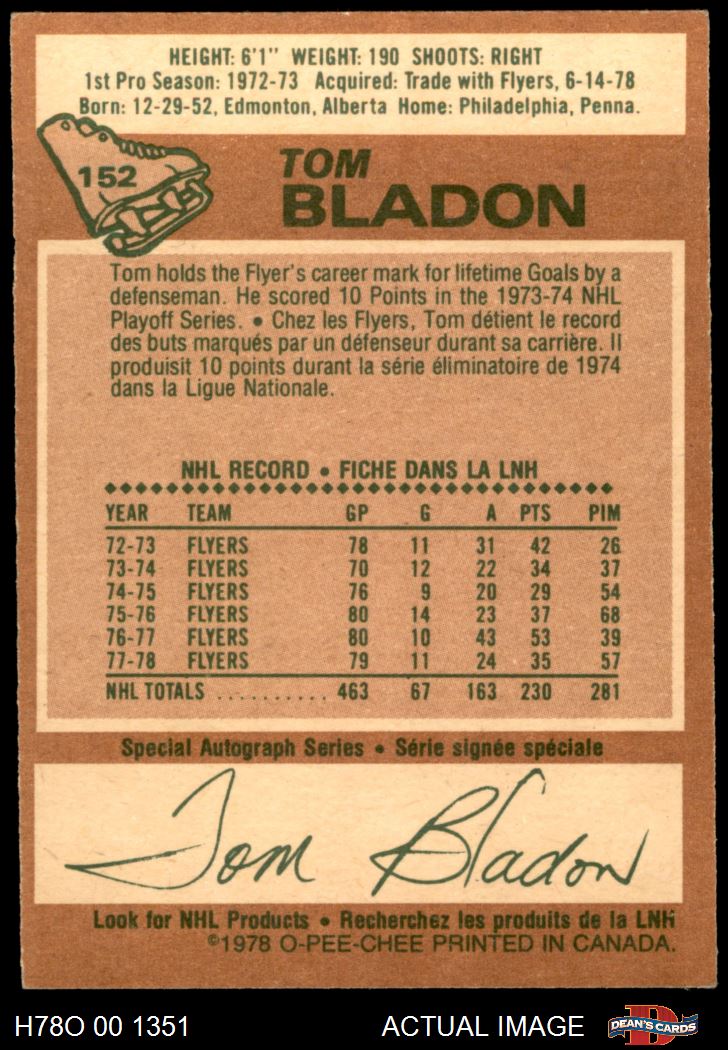 HEIGHT: 6'1" WEIGHT: 190 SHOOTS: RIGHT
1st Pro Season: 1972-73 Acquired: Trade with Flyers, 6-14-78
Born: 12-29-52, Edmonton, Alberta Home: Philadelphia, Penna.
152
TOM
BLADON
Tom holds the Flyer's career mark for lifetime Goals by a
defenseman. He scored 10 Points in the 1973-74 NHL
Playoff Series. • Chez les Flyers, Tom détient le record
des buts marqués par un défenseur durant sa carrière. Il
produisit 10 points durant la série éliminatoire de 1974
dans la Ligue Nationale.
NHL RECORD • FICHE DANS LA LNH
YEAR TEAM GP G A PTS PIM
72-73 FLYERS 78 11 31 42 26
73-74 FLYERS 70 12 22 34 37
74-75 FLYERS 76 9 20 29 54
75-76 FLYERS 80 14 23 37 68
76-77 FLYERS 80 10 43 53 39
77-78 FLYERS 79 11 24 35 57
NHL TOTALS .......... 463 67 163 230 281
Special Autograph Series • Série signée spéciale
Tom Bladon
Look for NHL Products • Recherchez les produits de la LNH
©1978 O-PEE-CHEE PRINTED IN CANADA.
H78O 00 1351 ACTUAL IMAGE D DEAN'S CARDS